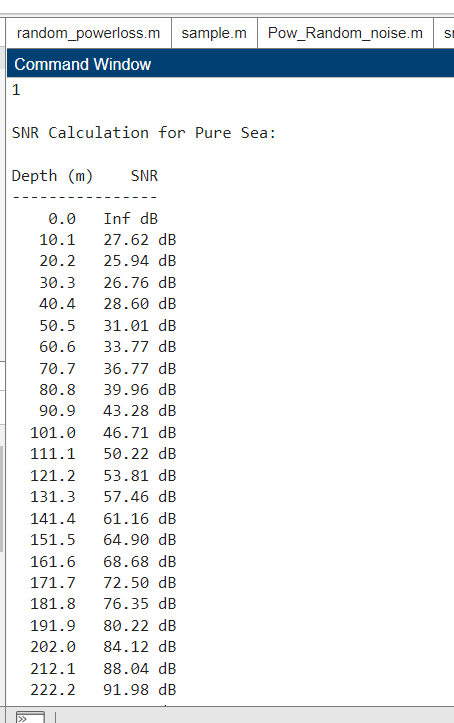 random_powerloss.m sample.m Pow_Random_noise.m
Command Window
1
SNR Calculation for Pure Sea:
Depth (m) SNR
----------------
0.0 Inf dB
10.1 27.62 dB
20.2 25.94 dB
30.3 26.76 dB
40.4 28.60 dB
50.5 31.01 dB
60.6 33.77 dB
70.7 36.77 dB
80.8 39.96 dB
90.9 43.28 dB
101.0 46.71 dB
111.1 50.22 dB
121.2 53.81 dB
131.3 57.46 dB
141.4 61.16 dB
151.5 64.90 dB
161.6 68.68 dB
171.7 72.50 dB
181.8 76.35 dB
191.9 80.22 dB
202.0 84.12 dB
212.1 88.04 dB
222.2 91.98 dB